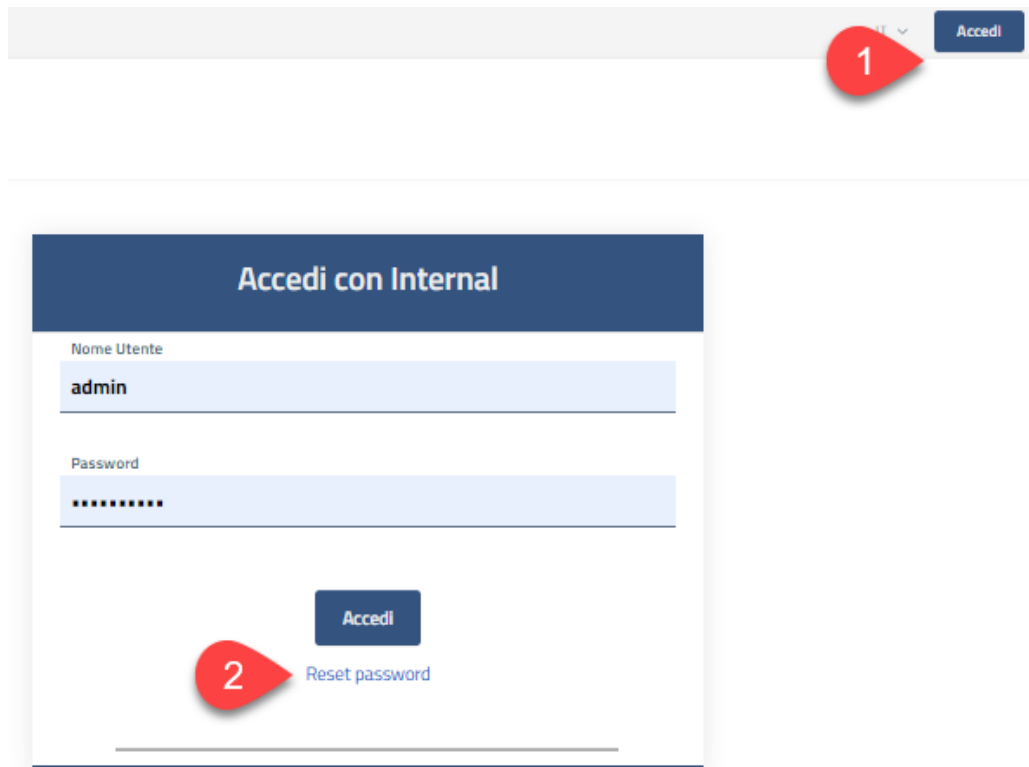 Accedi
1
Accedi con Internal
Nome Utente
admin
Password
••••••••••
Accedi
2
Reset password